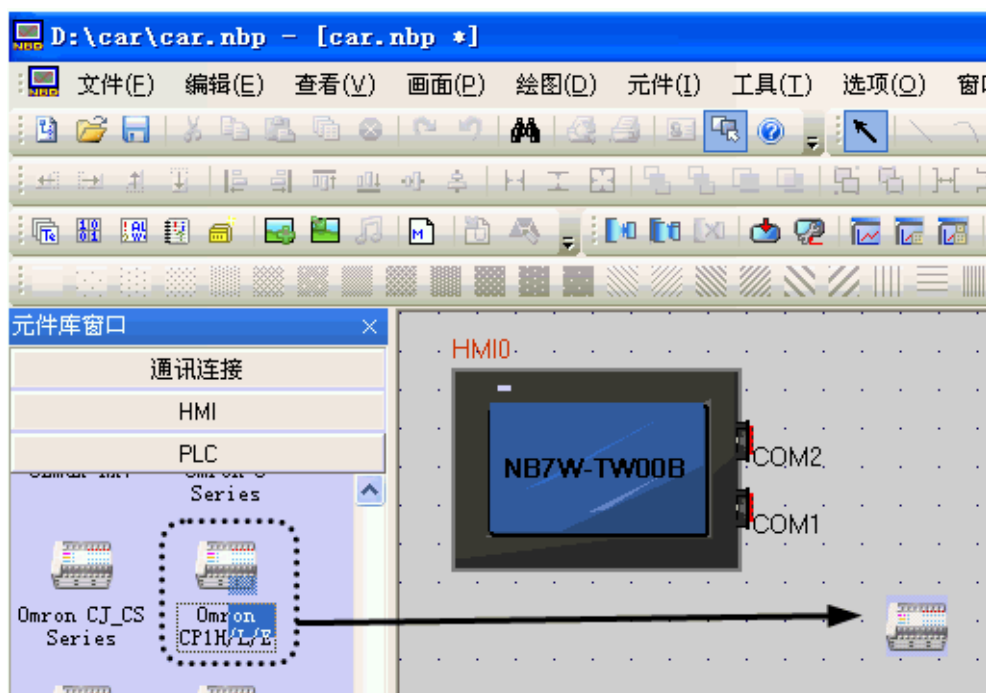 D:\car\car.nbp - [car.nbp *]
文件(F) 编辑(E) 查看(V) 画面(P) 绘图(D) 元件(I) 工具(T) 选项(O)
元件库窗口
通讯连接
HMI
PLC
Series
Omron CJ_CS
Series
Omron
CP1H/L/E
HMI0
NB7W-TW00B
COM2
COM1